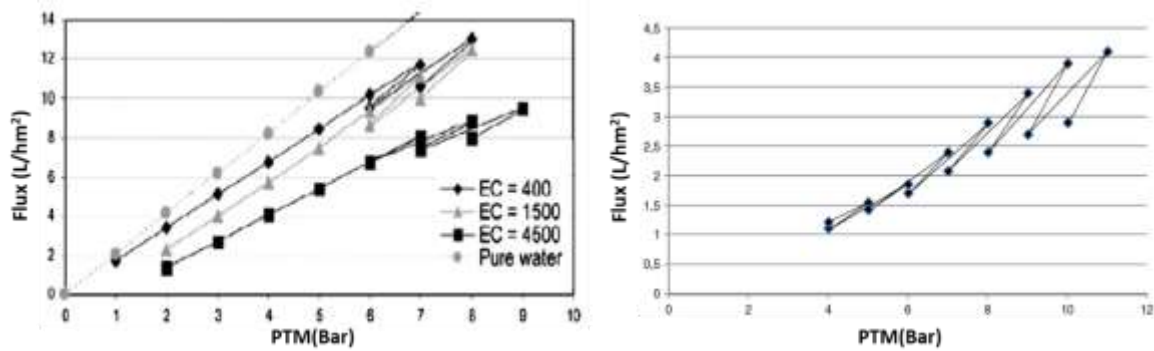 14
12
10
8
6
4
2
0
Flux (L/hm²)
0 1 2 3 4 5 6 7 8 9 10
PTM(Bar)
EC = 400
EC = 1500
EC = 4500
Pure water
4,5
4
3,5
3
2,5
2
1,5
1
0,5
0
Flux (L/hm²)
0 2 4 6 8 10 12
PTM(Bar)